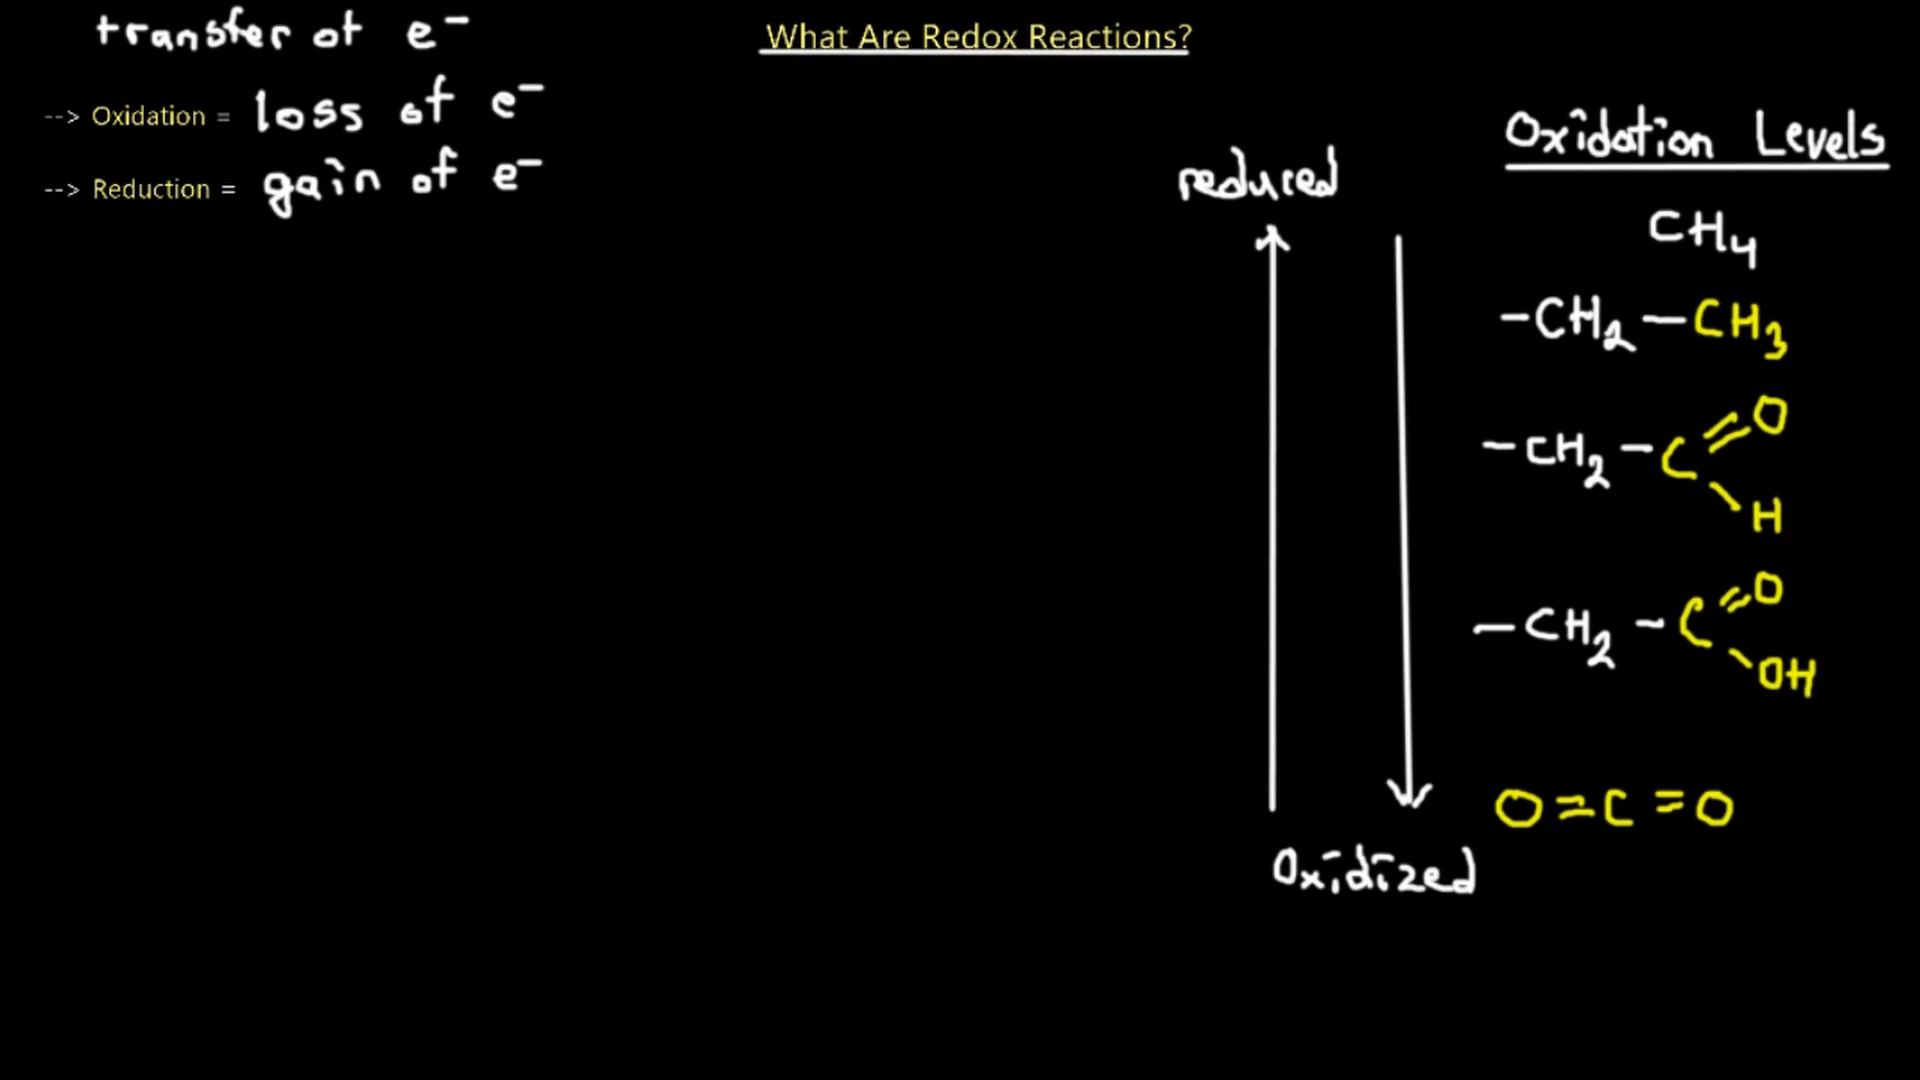 transfer of e⁻
What Are Redox Reactions?
--> Oxidation = loss of e⁻
--> Reduction = gain of e⁻
reduced
Oxidized
Oxidation Levels
CH₄
-CH₂-CH₃
-CH₂-C
=O
-H
-CH₂-C
=O
-OH
O=C=O